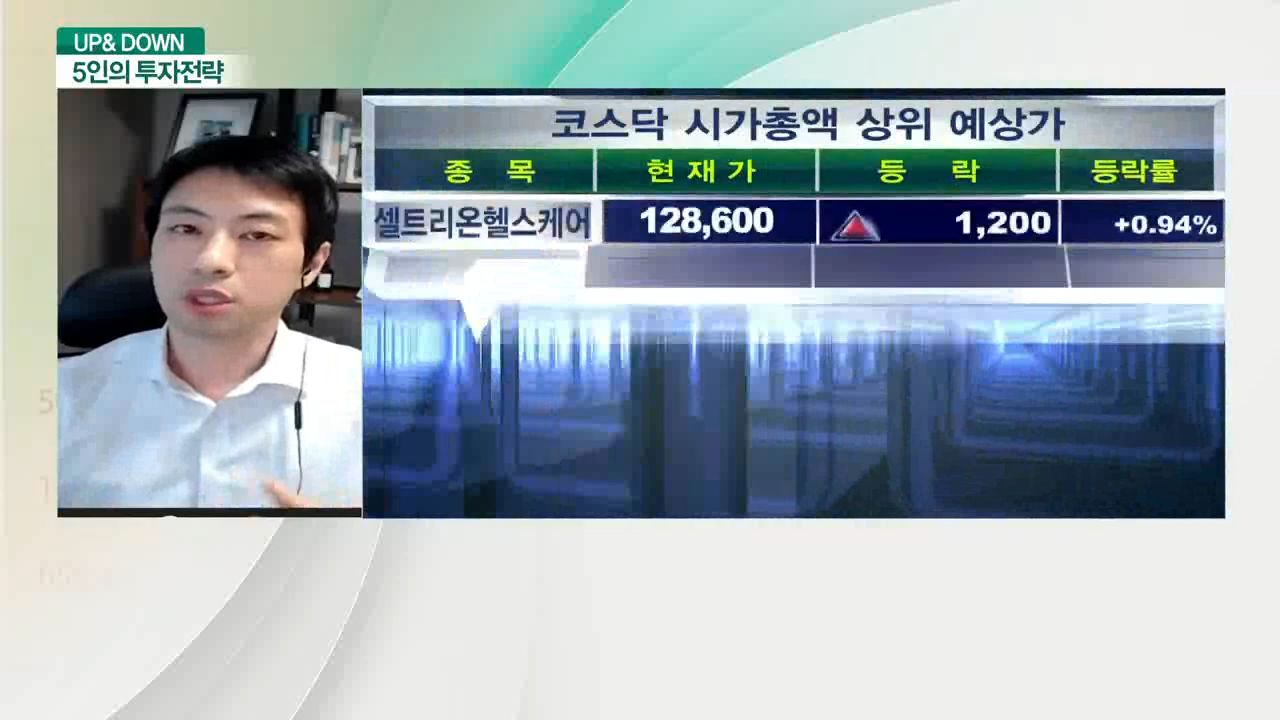 UP& DOWN
5인의 투자전략
코스닥 시가총액 상위 예상가
종 목 현 재 가 등 락 등락률
셀트리온헬스케어 128,600 ▲ 1,200 +0.94%